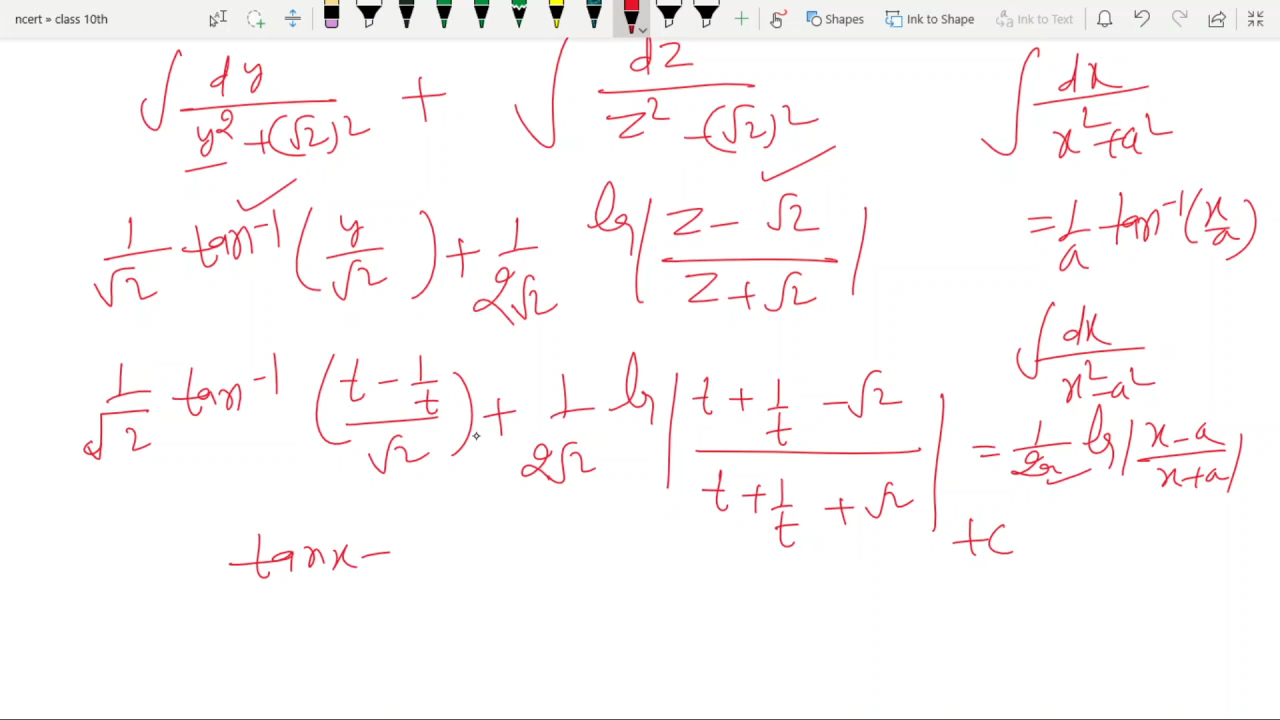 ncert » class 10th
Shapes
Ink to Shape
Ink to Text
∫ dy / (y² + (√2)²) + ∫ dz / (z² - (√2)²)
1/√2 tan⁻¹ (y/√2) + 1/2√2 log | (z - √2) / (z + √2) |
1/√2 tan⁻¹ ((t - 1/t) / √2) + 1/2√2 log | (t + 1/t - √2) / (t + 1/t + √2) | + c
tanx =
∫ dx / (x² + a²)
= 1/a tan⁻¹ (x/a)
∫ dx / (x² - a²)
= 1/2a log | (x - a) / (x + a) |